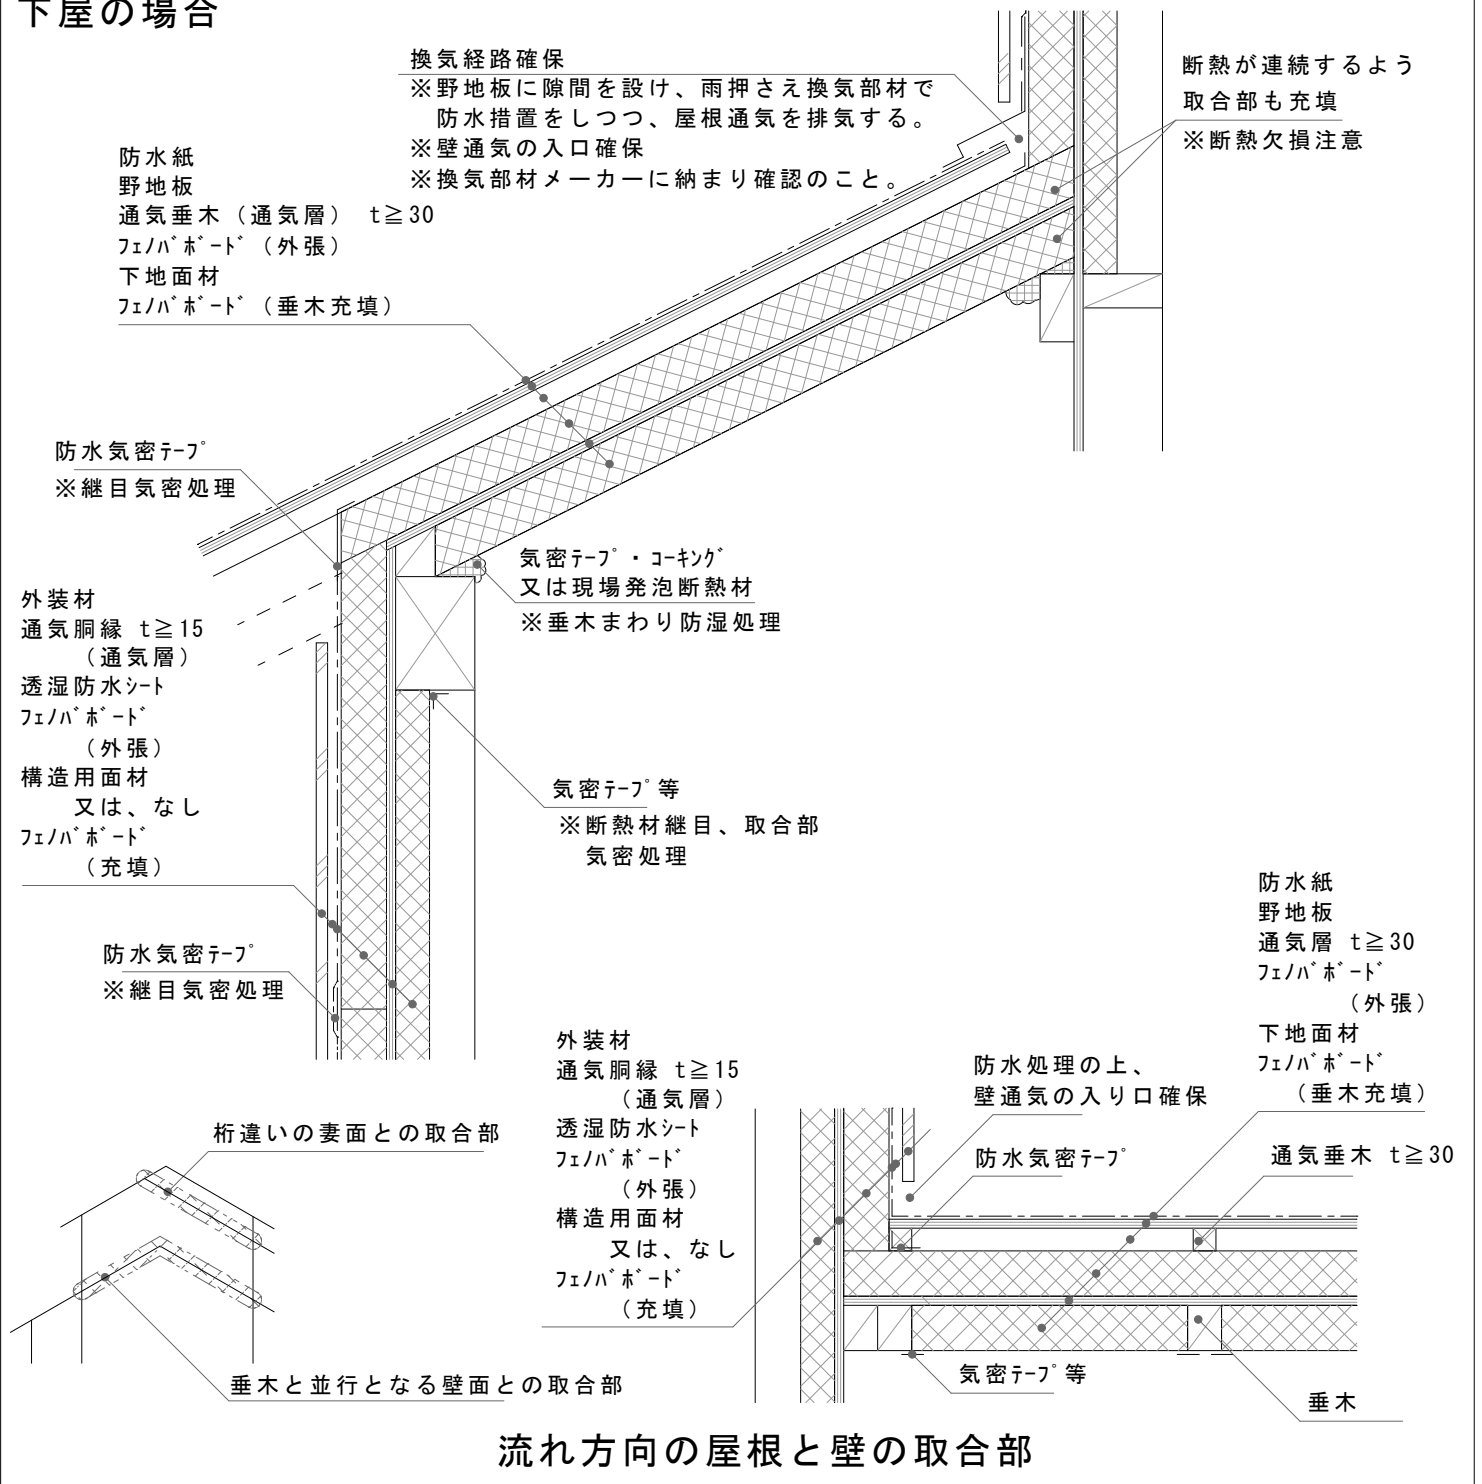 下屋の場合
換気経路確保
※野地板に隙間を設け、雨押さえ換気部材で
防水措置をしつつ、屋根通気を排気する。
※壁通気の入口確保
※換気部材メーカーに納まり確認のこと。
断熱が連続するよう
取合部も充填
※断熱欠損注意
防水紙
野地板
通気垂木（通気層） t≧30
ﾌｪﾉﾊﾞﾎﾞｰﾄﾞ（外張）
下地面材
ﾌｪﾉﾊﾞﾎﾞｰﾄﾞ（垂木充填）
防水気密ﾃｰﾌﾟ
※継目気密処理
気密ﾃｰﾌﾟ・ｺｰｷﾝｸﾞ
又は現場発泡断熱材
※垂木まわり防湿処理
外装材
通気胴縁 t≧15
（通気層）
透湿防水ｼｰﾄ
ﾌｪﾉﾊﾞﾎﾞｰﾄﾞ
（外張）
構造用面材
又は、なし
ﾌｪﾉﾊﾞﾎﾞｰﾄﾞ
（充填）
気密ﾃｰﾌﾟ等
※断熱材継目、取合部
気密処理
防水気密ﾃｰﾌﾟ
※継目気密処理
防水紙
野地板
通気層 t≧30
ﾌｪﾉﾊﾞﾎﾞｰﾄﾞ
（外張）
下地面材
ﾌｪﾉﾊﾞﾎﾞｰﾄﾞ
（垂木充填）
外装材
通気胴縁 t≧15
（通気層）
透湿防水ｼｰﾄ
ﾌｪﾉﾊﾞﾎﾞｰﾄﾞ
（外張）
構造用面材
又は、なし
ﾌｪﾉﾊﾞﾎﾞｰﾄﾞ
（充填）
防水処理の上、
壁通気の入り口確保
防水気密ﾃｰﾌﾟ
通気垂木 t≧30
桁違いの妻面との取合部
垂木と並行となる壁面との取合部
気密ﾃｰﾌﾟ等
垂木
流れ方向の屋根と壁の取合部